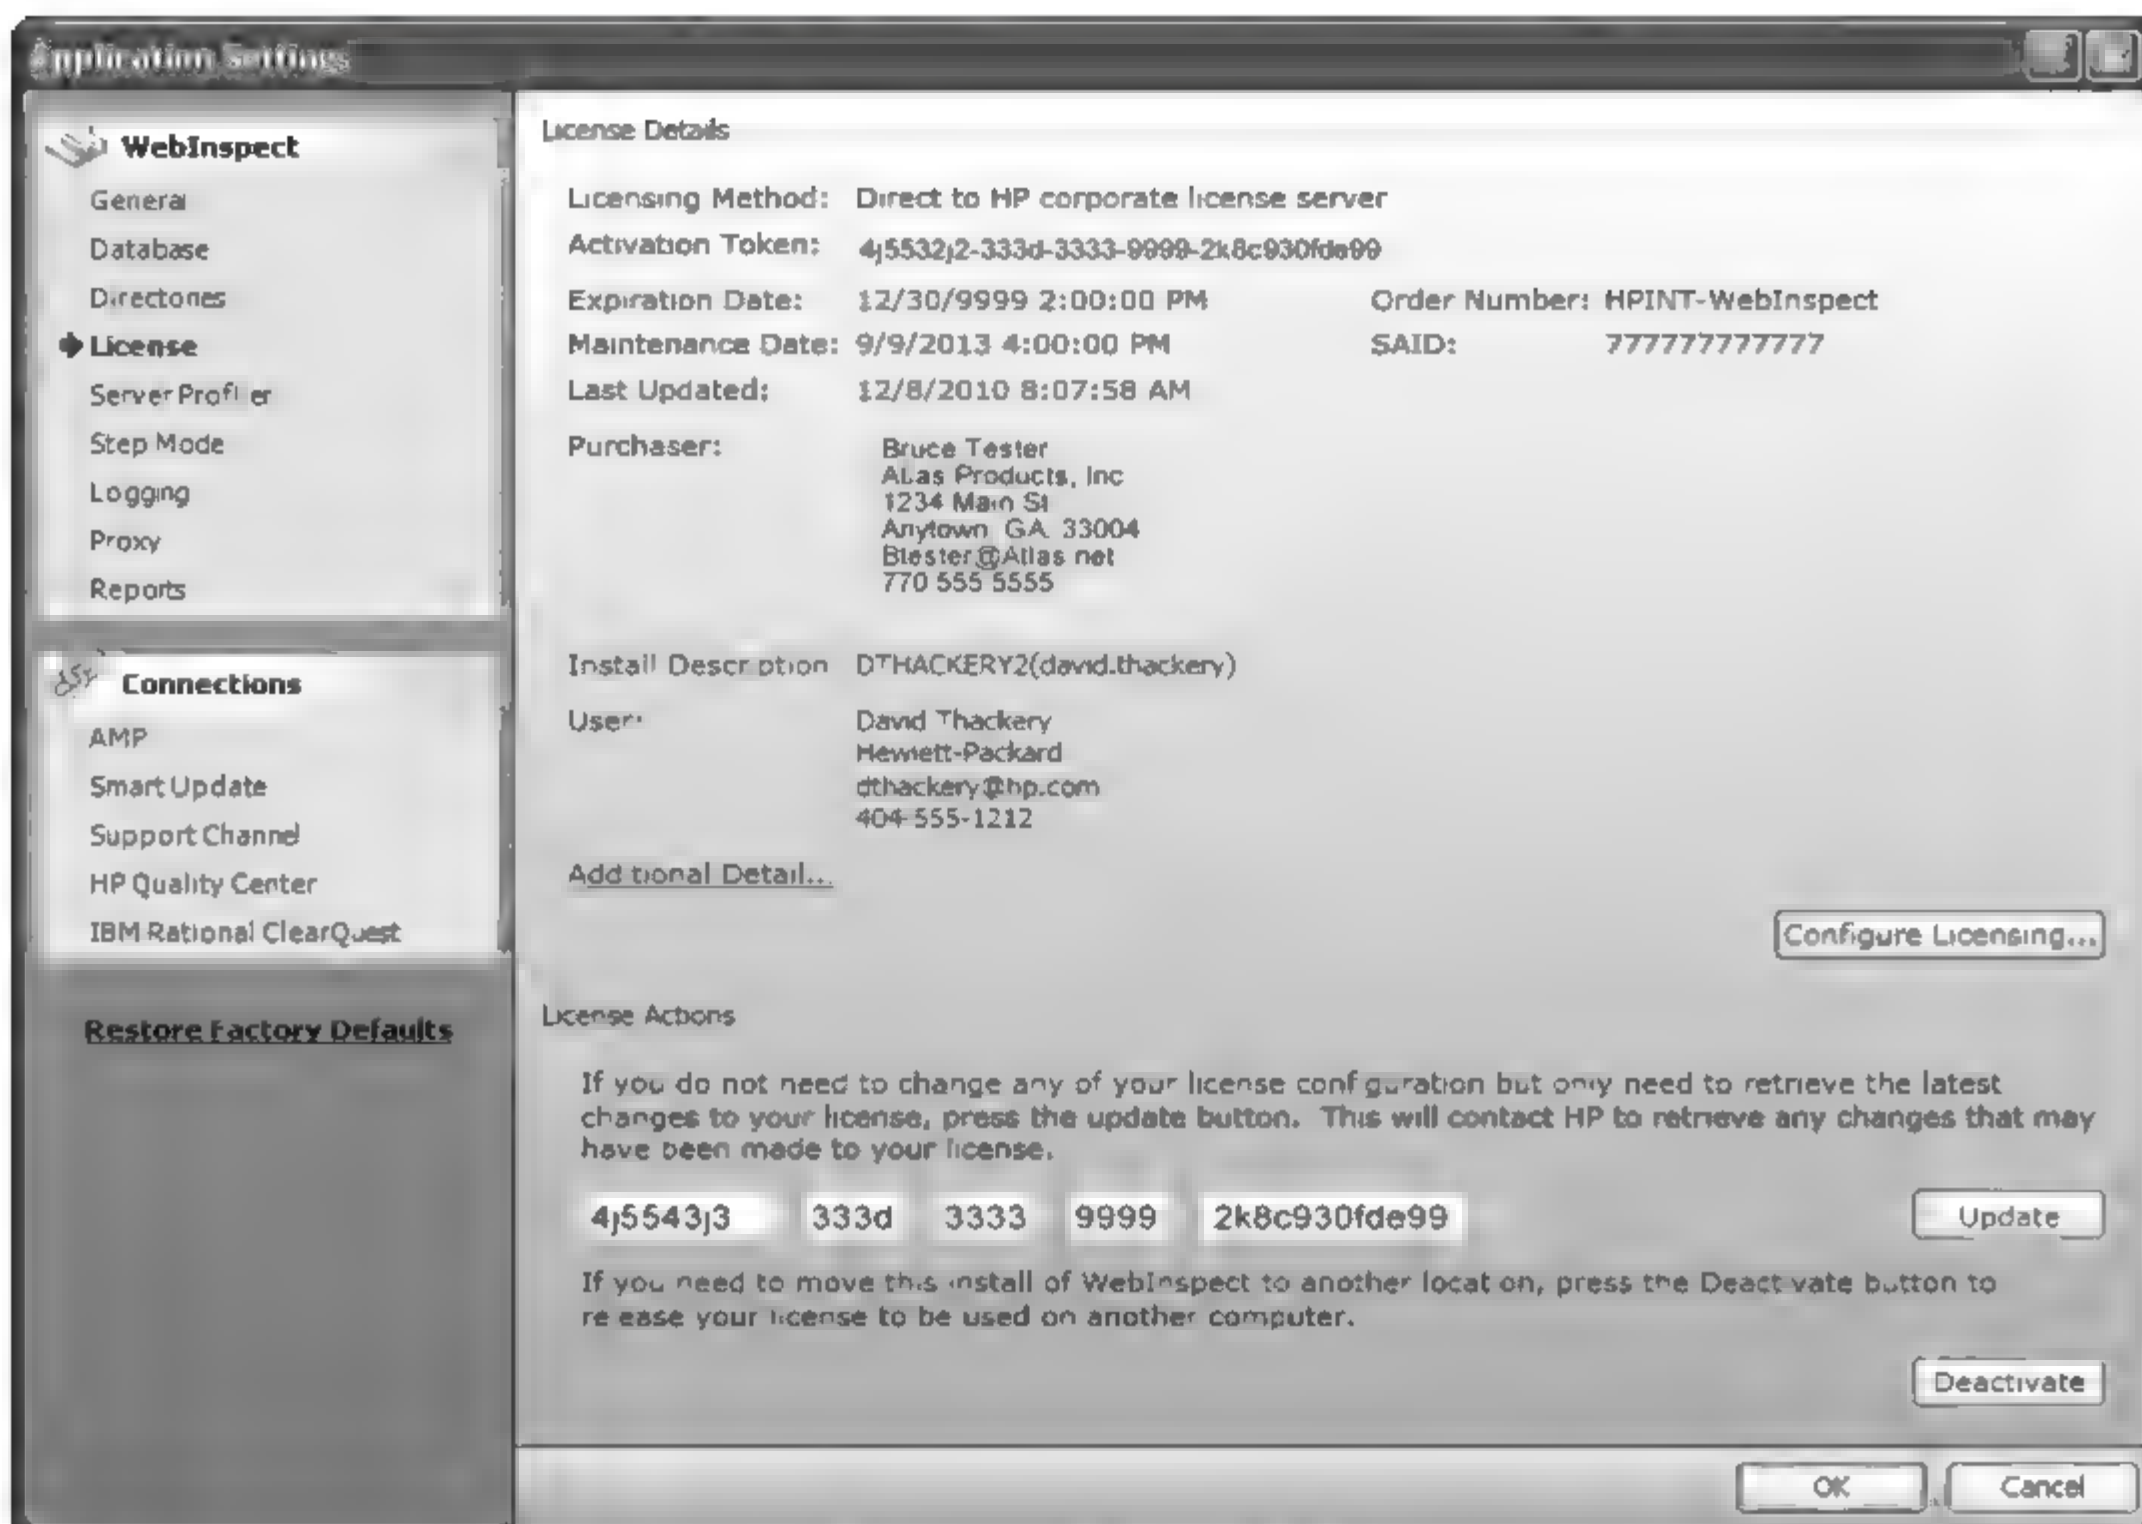 Application Settings
WebInspect
General
Database
Directories
License
Server Profiler
Step Mode
Logging
Proxy
Reports
Connections
AMP
Smart Update
Support Channel
HP Quality Center
IBM Rational ClearQuest
Restore Factory Defaults
License Details
Licensing Method: Direct to HP corporate license server
Activation Token: 4j5532j2-333d-3333-9999-2k8c930fde99
Expiration Date: 12/30/9999 2:00:00 PM Order Number: HPINT-WebInspect
Maintenance Date: 9/9/2013 4:00:00 PM SAID: 777777777777
Last Updated: 12/8/2010 8:07:58 AM
Purchaser: Bruce Tester
Atlas Products, Inc
1234 Main St
Anytown GA 33004
Btester@Atlas net
770 555 5555
Install Description DTHACKERY2(david.thackery)
User: David Thackery
Hewlett-Packard
dthackery@hp.com
404-555-1212
Additional Detail...
Configure Licensing...
License Actions
If you do not need to change any of your license configuration but only need to retrieve the latest
changes to your license, press the update button. This will contact HP to retrieve any changes that may
have been made to your license.
4j5543j3 333d 3333 9999 2k8c930fde99 Update
If you need to move this install of WebInspect to another location, press the Deactivate button to
release your license to be used on another computer.
Deactivate
OK Cancel